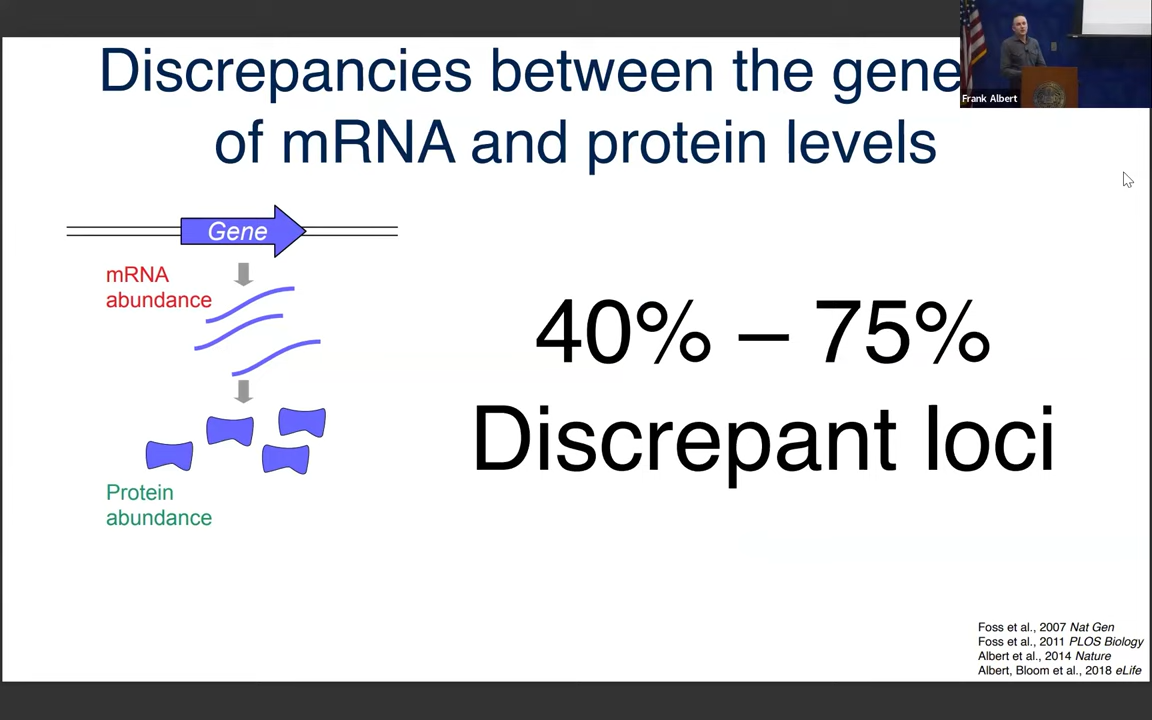 Discrepancies between the gene
of mRNA and protein levels
Frank Albert
Gene
mRNA
abundance
40% – 75%
Discrepant loci
Protein
abundance
Foss et al., 2007 Nat Gen
Foss et al., 2011 PLOS Biology
Albert et al., 2014 Nature
Albert, Bloom et al., 2018 eLife